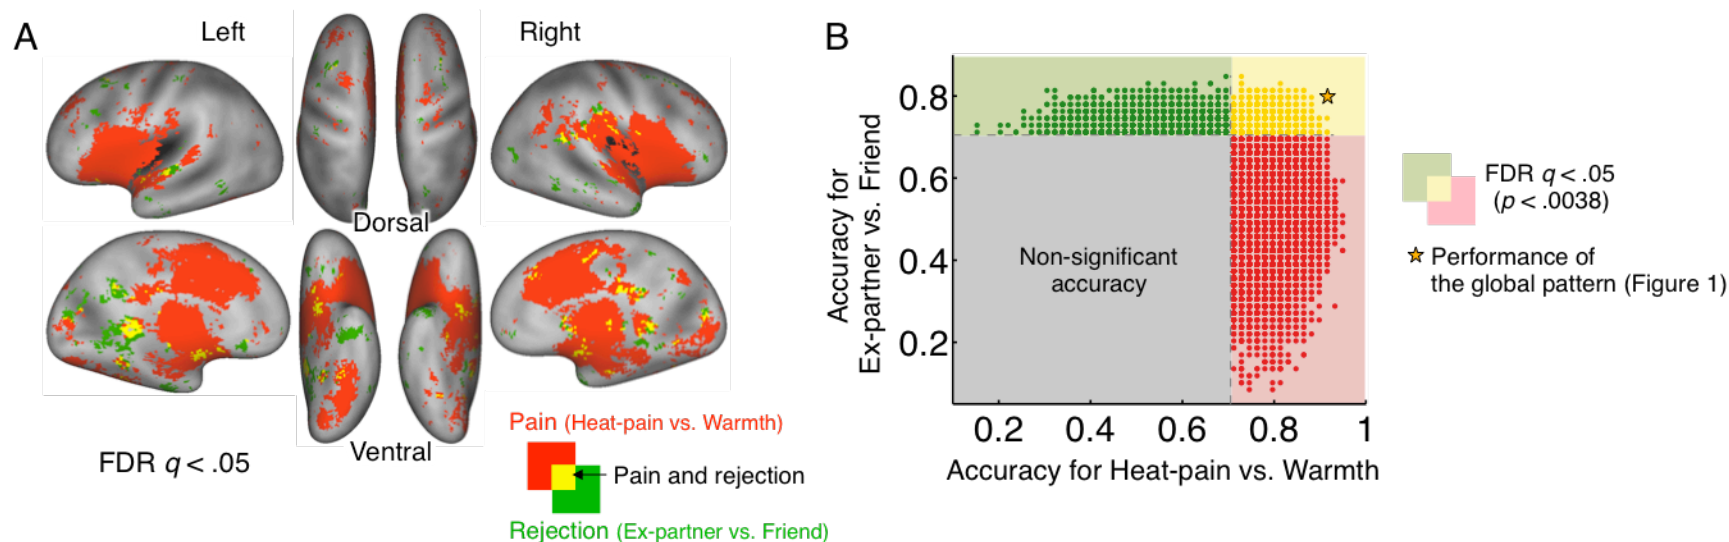 A
Left
Right
Dorsal
Ventral
FDR q < .05
Pain (Heat-pain vs. Warmth)
Pain and rejection
Rejection (Ex-partner vs. Friend)
B
Accuracy for
Ex-partner vs. Friend
0.8
0.6
0.4
0.2
Non-significant
accuracy
0.2 0.4 0.6 0.8 1
Accuracy for Heat-pain vs. Warmth
FDR q < .05
(p < .0038)
Performance of
the global pattern (Figure 1)